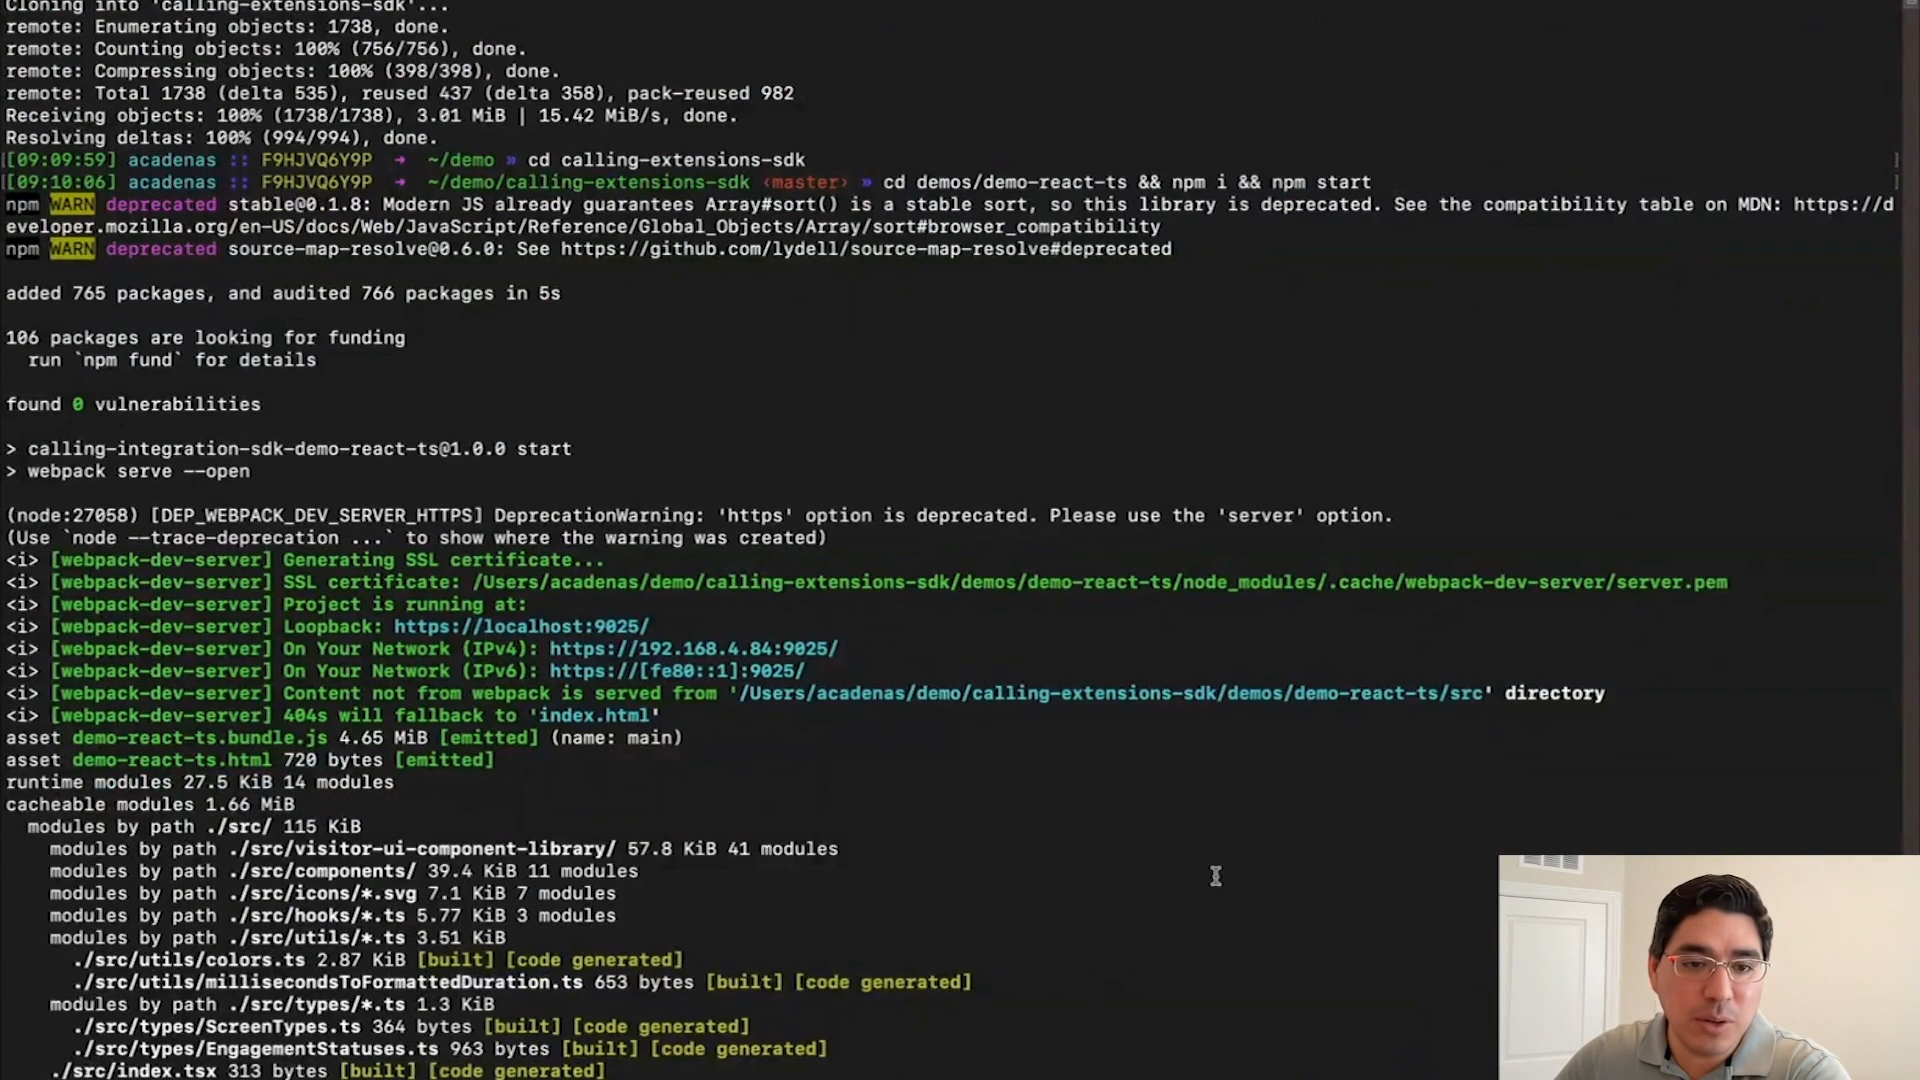 Cloning into 'calling-extensions-sdk'...
remote: Enumerating objects: 1738, done.
remote: Counting objects: 100% (756/756), done.
remote: Compressing objects: 100% (398/398), done.
remote: Total 1738 (delta 535), reused 437 (delta 358), pack-reused 982
Receiving objects: 100% (1738/1738), 3.01 MiB | 15.42 MiB/s, done.
Resolving deltas: 100% (994/994), done.
[09:09:59] acadenas :: F9HJVQ6Y9P → ~/demo » cd calling-extensions-sdk
[09:10:06] acadenas :: F9HJVQ6Y9P → ~/demo/calling-extensions-sdk ‹master› » cd demos/demo-react-ts && npm i && npm start
npm WARN deprecated stable@0.1.8: Modern JS already guarantees Array#sort() is a stable sort, so this library is deprecated. See the compatibility table on MDN: https://d
eveloper.mozilla.org/en-US/docs/Web/JavaScript/Reference/Global_Objects/Array/sort#browser_compatibility
npm WARN deprecated source-map-resolve@0.6.0: See https://github.com/lydell/source-map-resolve#deprecated
added 765 packages, and audited 766 packages in 5s
106 packages are looking for funding
run `npm fund` for details
found 0 vulnerabilities
> calling-integration-sdk-demo-react-ts@1.0.0 start
> webpack serve --open
(node:27058) [DEP_WEBPACK_DEV_SERVER_HTTPS] DeprecationWarning: 'https' option is deprecated. Please use the 'server' option.
(Use `node --trace-deprecation ...` to show where the warning was created)
<i> [webpack-dev-server] Generating SSL certificate...
<i> [webpack-dev-server] SSL certificate: /Users/acadenas/demo/calling-extensions-sdk/demos/demo-react-ts/node_modules/.cache/webpack-dev-server/server.pem
<i> [webpack-dev-server] Project is running at:
<i> [webpack-dev-server] Loopback: https://localhost:9025/
<i> [webpack-dev-server] On Your Network (IPv4): https://192.168.4.84:9025/
<i> [webpack-dev-server] On Your Network (IPv6): https://[fe80::1]:9025/
<i> [webpack-dev-server] Content not from webpack is served from '/Users/acadenas/demo/calling-extensions-sdk/demos/demo-react-ts/src' directory
<i> [webpack-dev-server] 404s will fallback to 'index.html'
asset demo-react-ts.bundle.js 4.65 MiB [emitted] (name: main)
asset demo-react-ts.html 720 bytes [emitted]
runtime modules 27.5 KiB 14 modules
cacheable modules 1.66 MiB
modules by path ./src/ 115 KiB
modules by path ./src/visitor-ui-component-library/ 57.8 KiB 41 modules
modules by path ./src/components/ 39.4 KiB 11 modules
modules by path ./src/icons/*.svg 7.1 KiB 7 modules
modules by path ./src/hooks/*.ts 5.77 KiB 3 modules
modules by path ./src/utils/*.ts 3.51 KiB
./src/utils/colors.ts 2.87 KiB [built] [code generated]
./src/utils/millisecondsToFormattedDuration.ts 653 bytes [built] [code generated]
modules by path ./src/types/*.ts 1.3 KiB
./src/types/ScreenTypes.ts 364 bytes [built] [code generated]
./src/types/EngagementStatuses.ts 963 bytes [built] [code generated]
./src/index.tsx 313 bytes [built] [code generated]